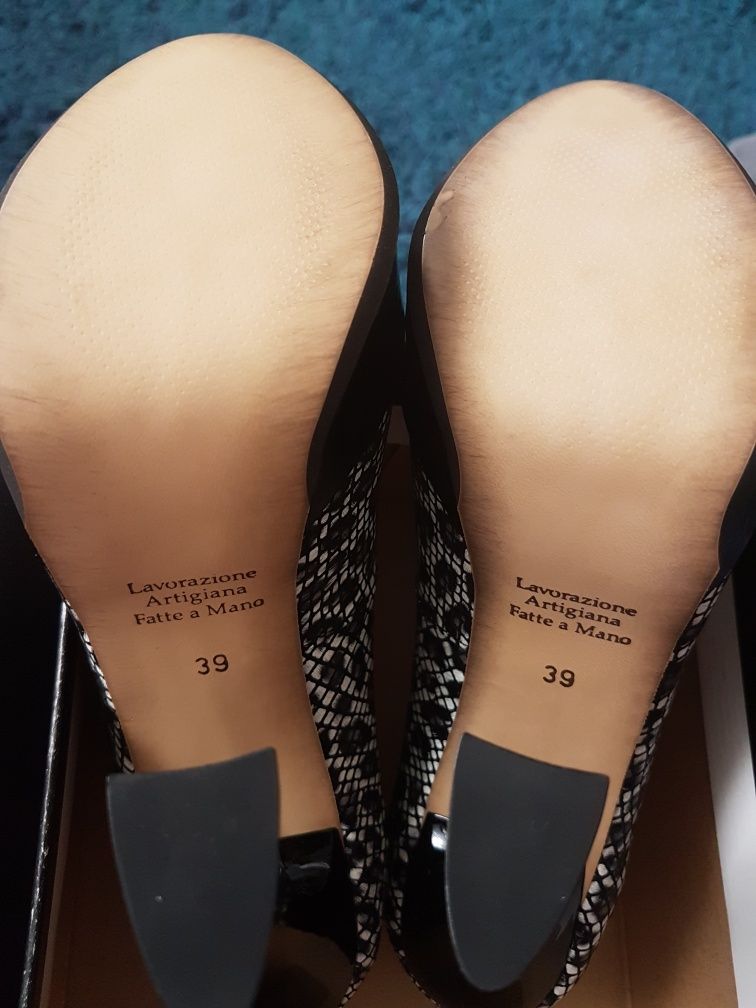 Lavorazione
Artigiana
Fatte a Mano
39
Lavorazione
Artigiana
Fatte a Mano
39